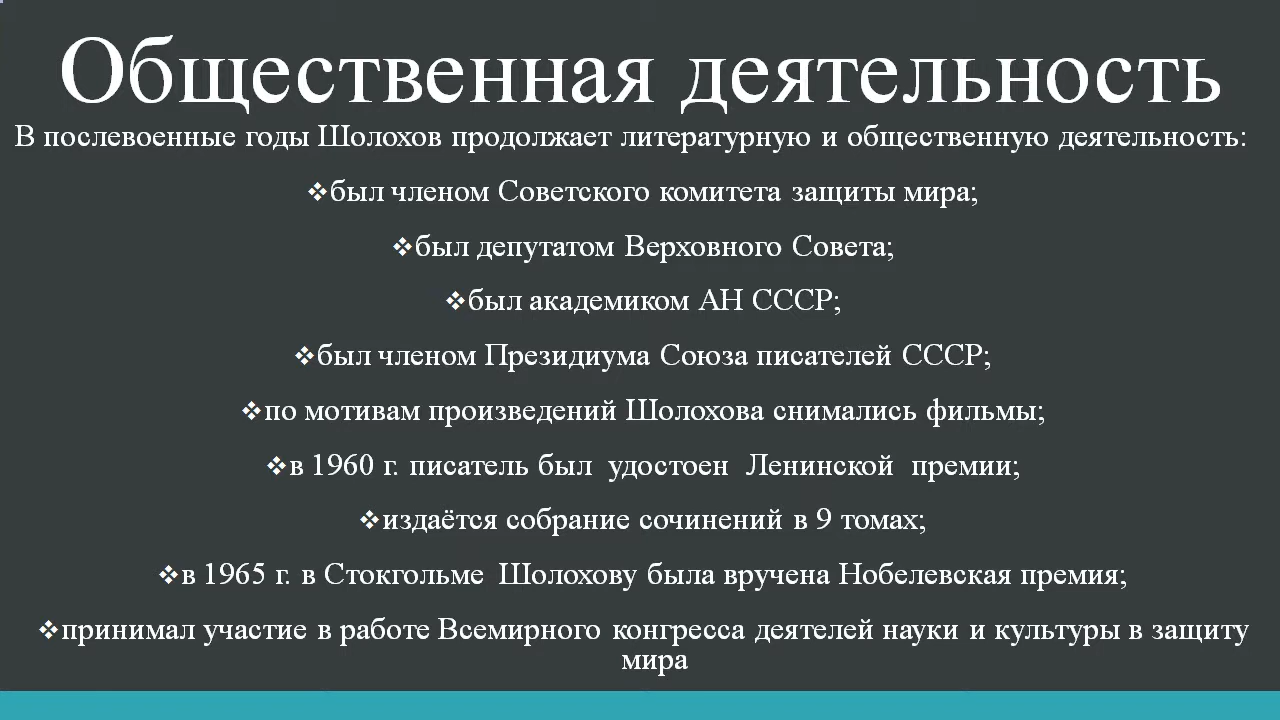 Общественная деятельность
В послевоенные годы Шолохов продолжает литературную и общественную деятельность:
❖был членом Советского комитета защиты мира;
❖был депутатом Верховного Совета;
❖был академиком АН СССР;
❖был членом Президиума Союза писателей СССР;
❖по мотивам произведений Шолохова снимались фильмы;
❖в 1960 г. писатель был удостоен Ленинской премии;
❖издаётся собрание сочинений в 9 томах;
❖в 1965 г. в Стокгольме Шолохову была вручена Нобелевская премия;
❖принимал участие в работе Всемирного конгресса деятелей науки и культуры в защиту
мира